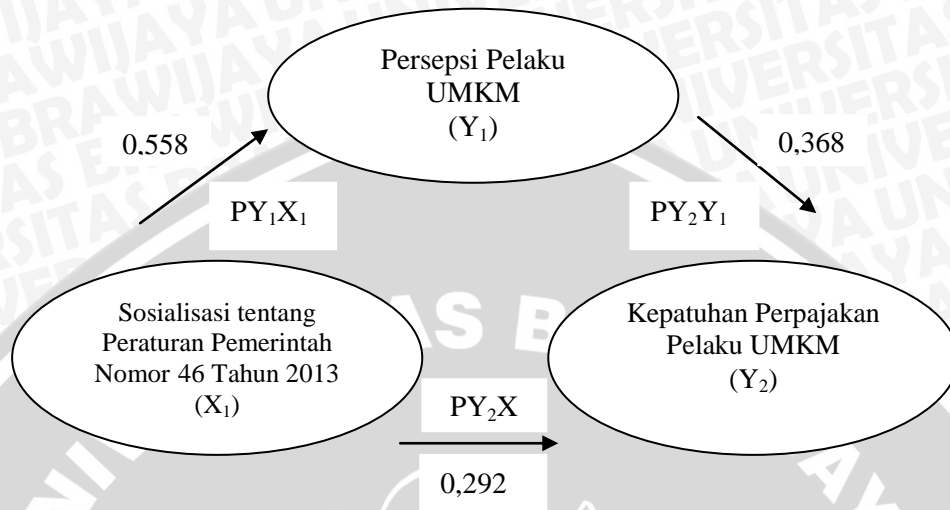 Persepsi Pelaku
UMKM
(Y₁)
0,558
0,368
PY₁X₁
PY₂Y₁
Sosialisasi tentang
Peraturan Pemerintah
Nomor 46 Tahun 2013
(X₁)
Kepatuhan Perpajakan
Pelaku UMKM
(Y₂)
PY₂X
0,292